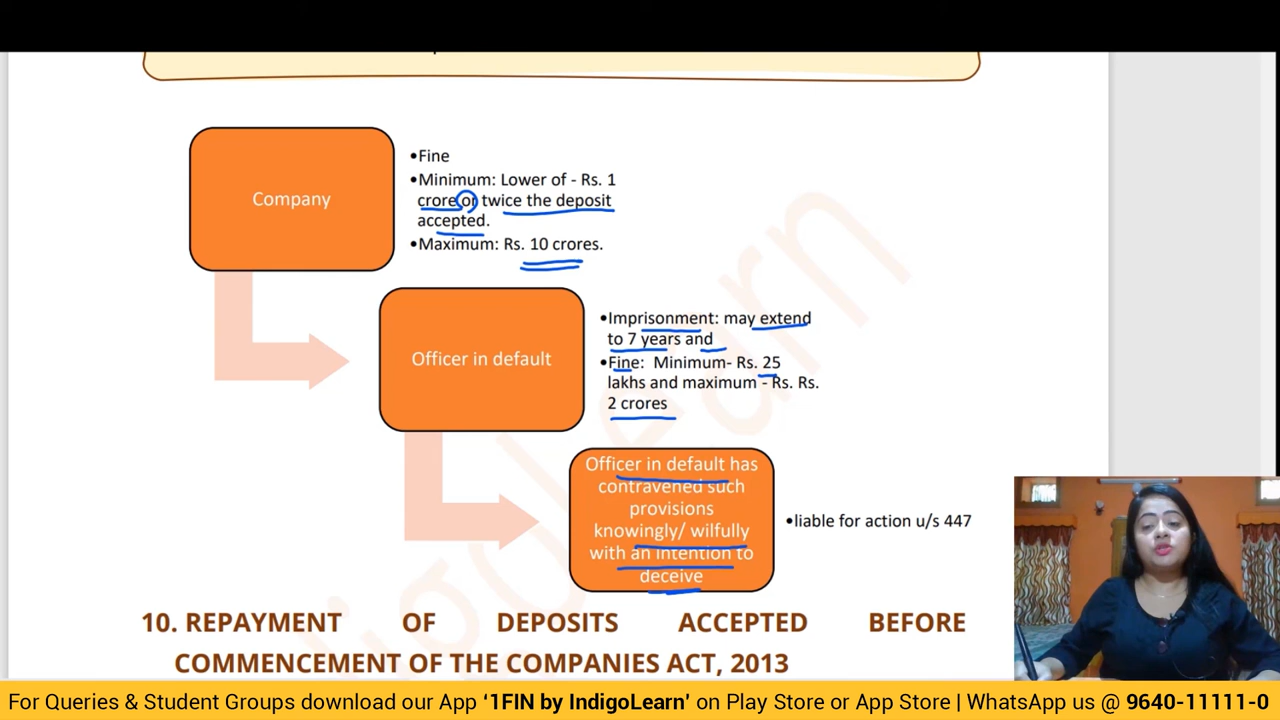 Company
•Fine
•Minimum: Lower of - Rs. 1
crore or twice the deposit
accepted.
•Maximum: Rs. 10 crores.
Officer in default
•Imprisonment: may extend
to 7 years and
•Fine: Minimum- Rs. 25
lakhs and maximum - Rs. Rs.
2 crores
Officer in default has
contravened such
provisions
knowingly/ wilfully
with an intention to
deceive
•liable for action u/s 447
10. REPAYMENT OF DEPOSITS ACCEPTED BEFORE
COMMENCEMENT OF THE COMPANIES ACT, 2013
For Queries & Student Groups download our App ‘1FIN by IndigoLearn’ on Play Store or App Store | WhatsApp us @ 9640-11111-0